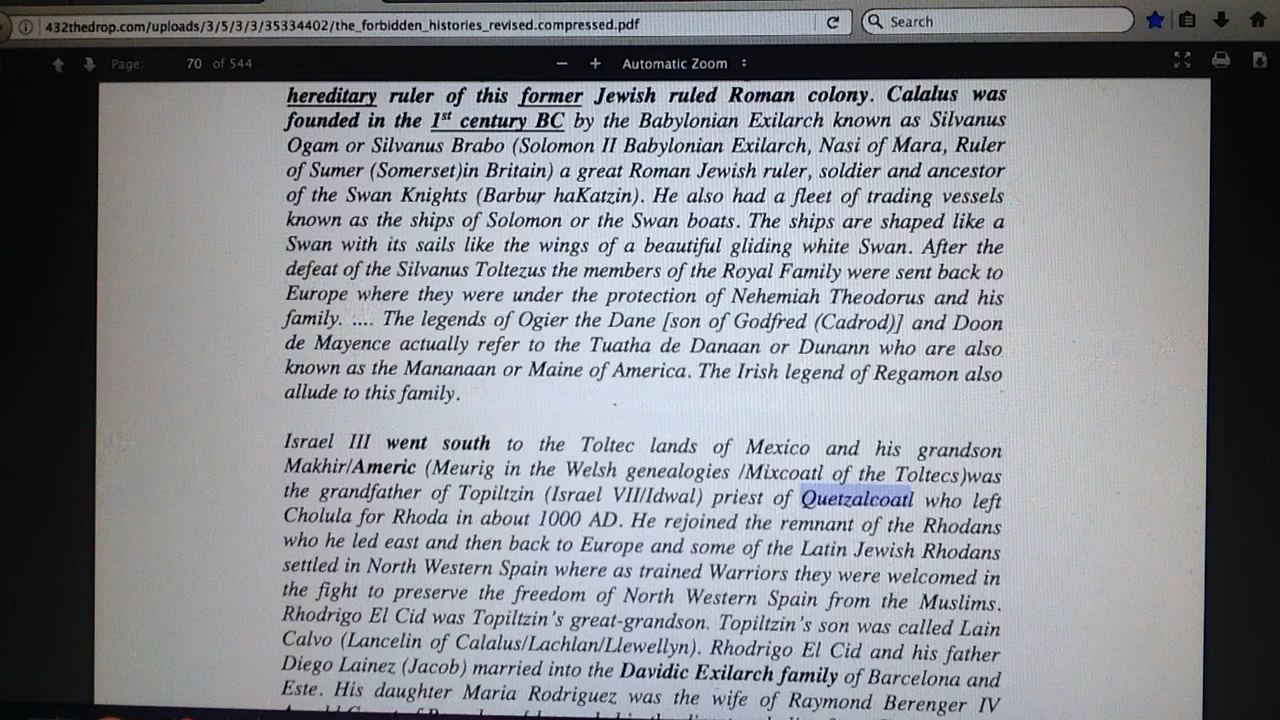 432thedrop.com/uploads/3/5/3/3/35334402/the_forbidden_histories_revised.compressed.pdf
Search
Page: 70 of 544
Automatic Zoom
hereditary ruler of this former Jewish ruled Roman colony. Calalus was
founded in the 1st century BC by the Babylonian Exilarch known as Silvanus
Ogam or Silvanus Brabo (Solomon II Babylonian Exilarch, Nasi of Mara, Ruler
of Sumer (Somerset)in Britain) a great Roman Jewish ruler, soldier and ancestor
of the Swan Knights (Barbur haKatzin). He also had a fleet of trading vessels
known as the ships of Solomon or the Swan boats. The ships are shaped like a
Swan with its sails like the wings of a beautiful gliding white Swan. After the
defeat of the Silvanus Toltezus the members of the Royal Family were sent back to
Europe where they were under the protection of Nehemiah Theodorus and his
family. .... The legends of Ogier the Dane [son of Godfred (Cadrod)] and Doon
de Mayence actually refer to the Tuatha de Danaan or Dunann who are also
known as the Mananaan or Maine of America. The Irish legend of Regamon also
allude to this family.
Israel III went south to the Toltec lands of Mexico and his grandson
Makhir/Americ (Meurig in the Welsh genealogies /Mixcoatl of the Toltecs)was
the grandfather of Topiltzin (Israel VII/Idwal) priest of Quetzalcoatl who left
Cholula for Rhoda in about 1000 AD. He rejoined the remnant of the Rhodans
who he led east and then back to Europe and some of the Latin Jewish Rhodans
settled in North Western Spain where as trained Warriors they were welcomed in
the fight to preserve the freedom of North Western Spain from the Muslims.
Rhodrigo El Cid was Topiltzin's great-grandson. Topiltzin's son was called Lain
Calvo (Lancelin of Calalus/Lachlan/Llewellyn). Rhodrigo El Cid and his father
Diego Lainez (Jacob) married into the Davidic Exilarch family of Barcelona and
Este. His daughter Maria Rodriguez was the wife of Raymond Berenger IV